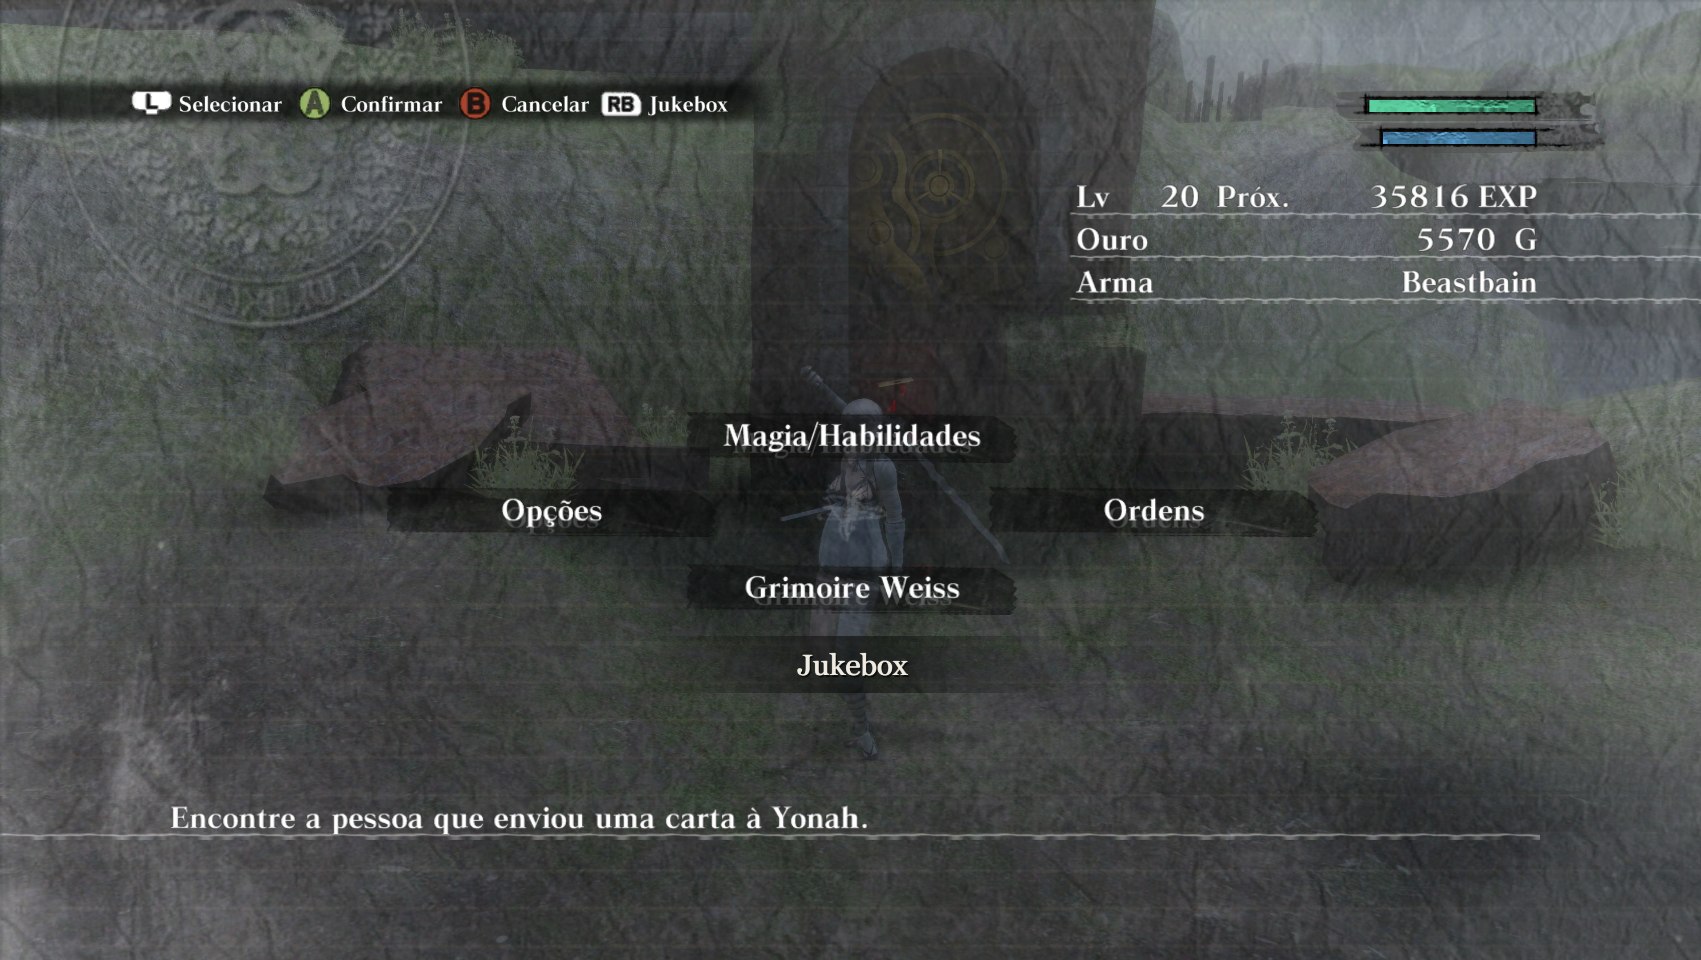 L Selecionar A Confirmar B Cancelar RB Jukebox
Lv 20 Próx. 35816 EXP
Ouro 5570 G
Arma Beastbain
Magia/Habilidades
Opções
Ordens
Grimoire Weiss
Jukebox
Encontre a pessoa que enviou uma carta à Yonah.